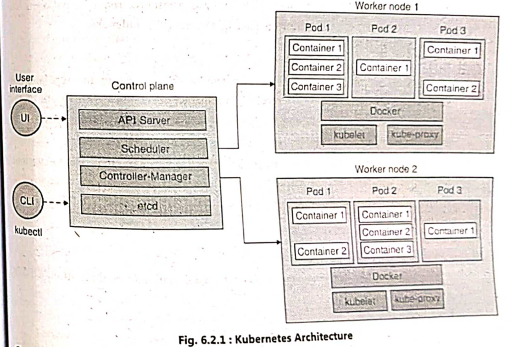 Worker node 1
Pod 1 Pod 2 Pod 3
Container 1
Container 2
Container 3
Container 1
Container 1
Container 2
Docker
kubelet kube-proxy
User
interface
UI
CLI
kubectl
Control plane
API Server
Scheduler
Controller-Manager
etcd
Worker node 2
Pod 1 Pod 2 Pod 3
Container 1
Container 2
Container 1
Container 2
Container 3
Container 1
Docker
kubelet kube-proxy
Fig. 6.2.1 : Kubernetes Architecture